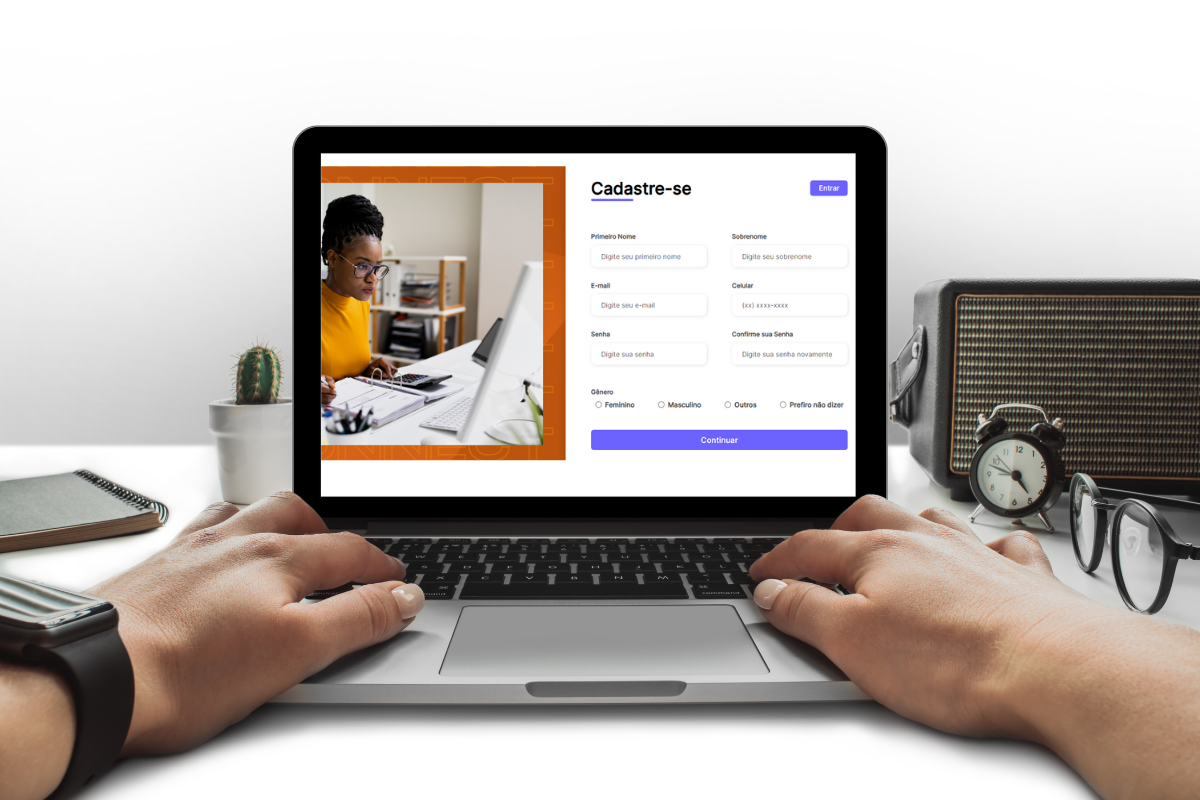 CONNECT
Cadastre-se
Entrar
Primeiro Nome
Sobrenome
Digite seu primeiro nome
Digite seu sobrenome
E-mail
Celular
Digite seu e-mail
(xx) xxxx-xxxx
Senha
Confirme sua Senha
Digite sua senha
Digite sua senha novamente
Gênero
Feminino
Masculino
Outros
Prefiro não dizer
Continuar